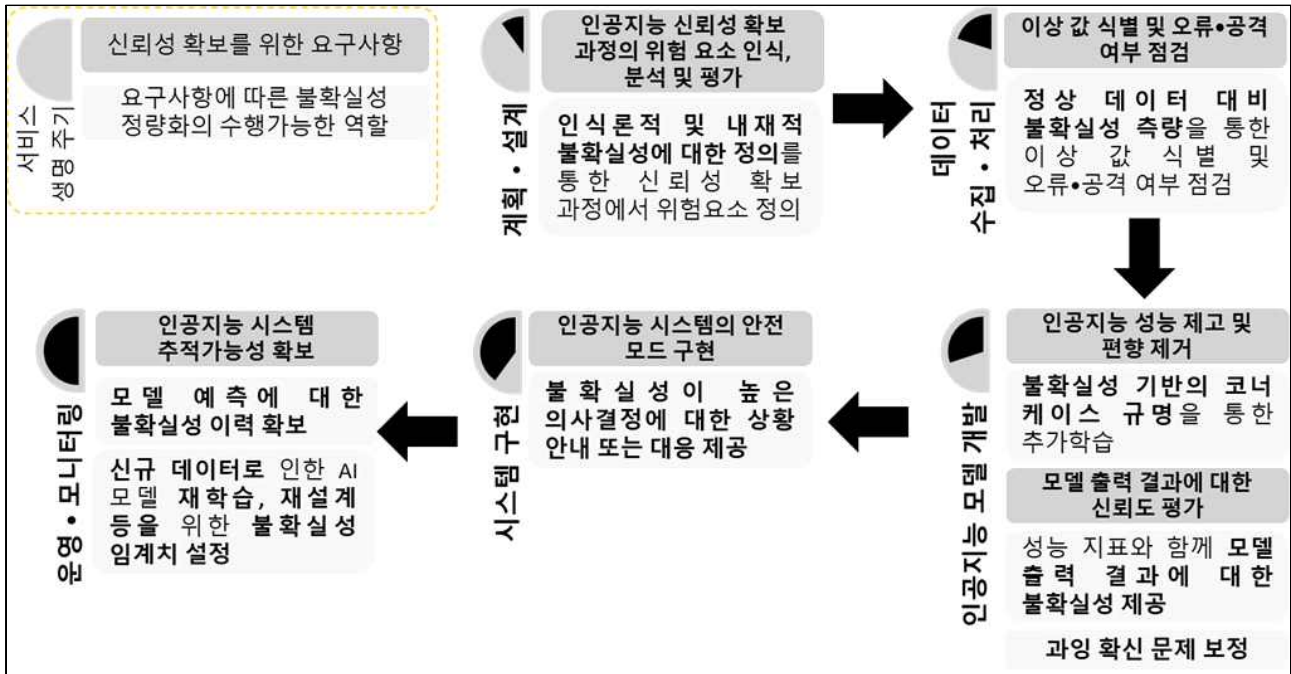 서비스
생명 주기
신뢰성 확보를 위한 요구사항
요구사항에 따른 불확실성
정량화의 수행가능한 역할
계획・설계
인공지능 신뢰성 확보
과정의 위험 요소 인식,
분석 및 평가
인식론적 및 내재적
불확실성에 대한 정의를
통한 신뢰성 확보
과정에서 위험요소 정의
데이터
수집・처리
이상 값 식별 및 오류•공격
여부 점검
정상 데이터 대비
불확실성 측량을 통한
이상 값 식별 및
오류•공격 여부 점검
인공지능 모델 개발
인공지능 성능 제고 및
편향 제거
불확실성 기반의 코너
케이스 규명을 통한
추가학습
모델 출력 결과에 대한
신뢰도 평가
성능 지표와 함께 모델
출력 결과에 대한
불확실성 제공
과잉 확신 문제 보정
시스템 구현
인공지능 시스템의 안전
모드 구현
불확실성이 높은
의사결정에 대한 상황
안내 또는 대응 제공
운영・모니터링
인공지능 시스템
추적가능성 확보
모델 예측에 대한
불확실성 이력 확보
신규 데이터로 인한 AI
모델 재학습, 재설계
등을 위한 불확실성
임계치 설정